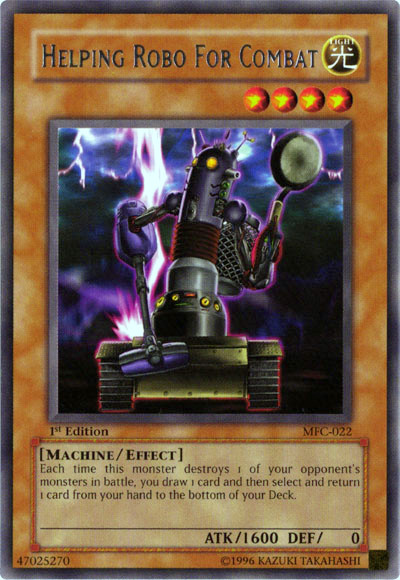 HELPING ROBO FOR COMBAT
LIGHT
光
1st Edition
MFC-022
[MACHINE/EFFECT]
Each time this monster destroys 1 of your opponent's
monsters in battle, you draw 1 card and then select and return
1 card from your hand to the bottom of your Deck.
ATK/1600 DEF/ 0
47025270
©1996 KAZUKI TAKAHASHI